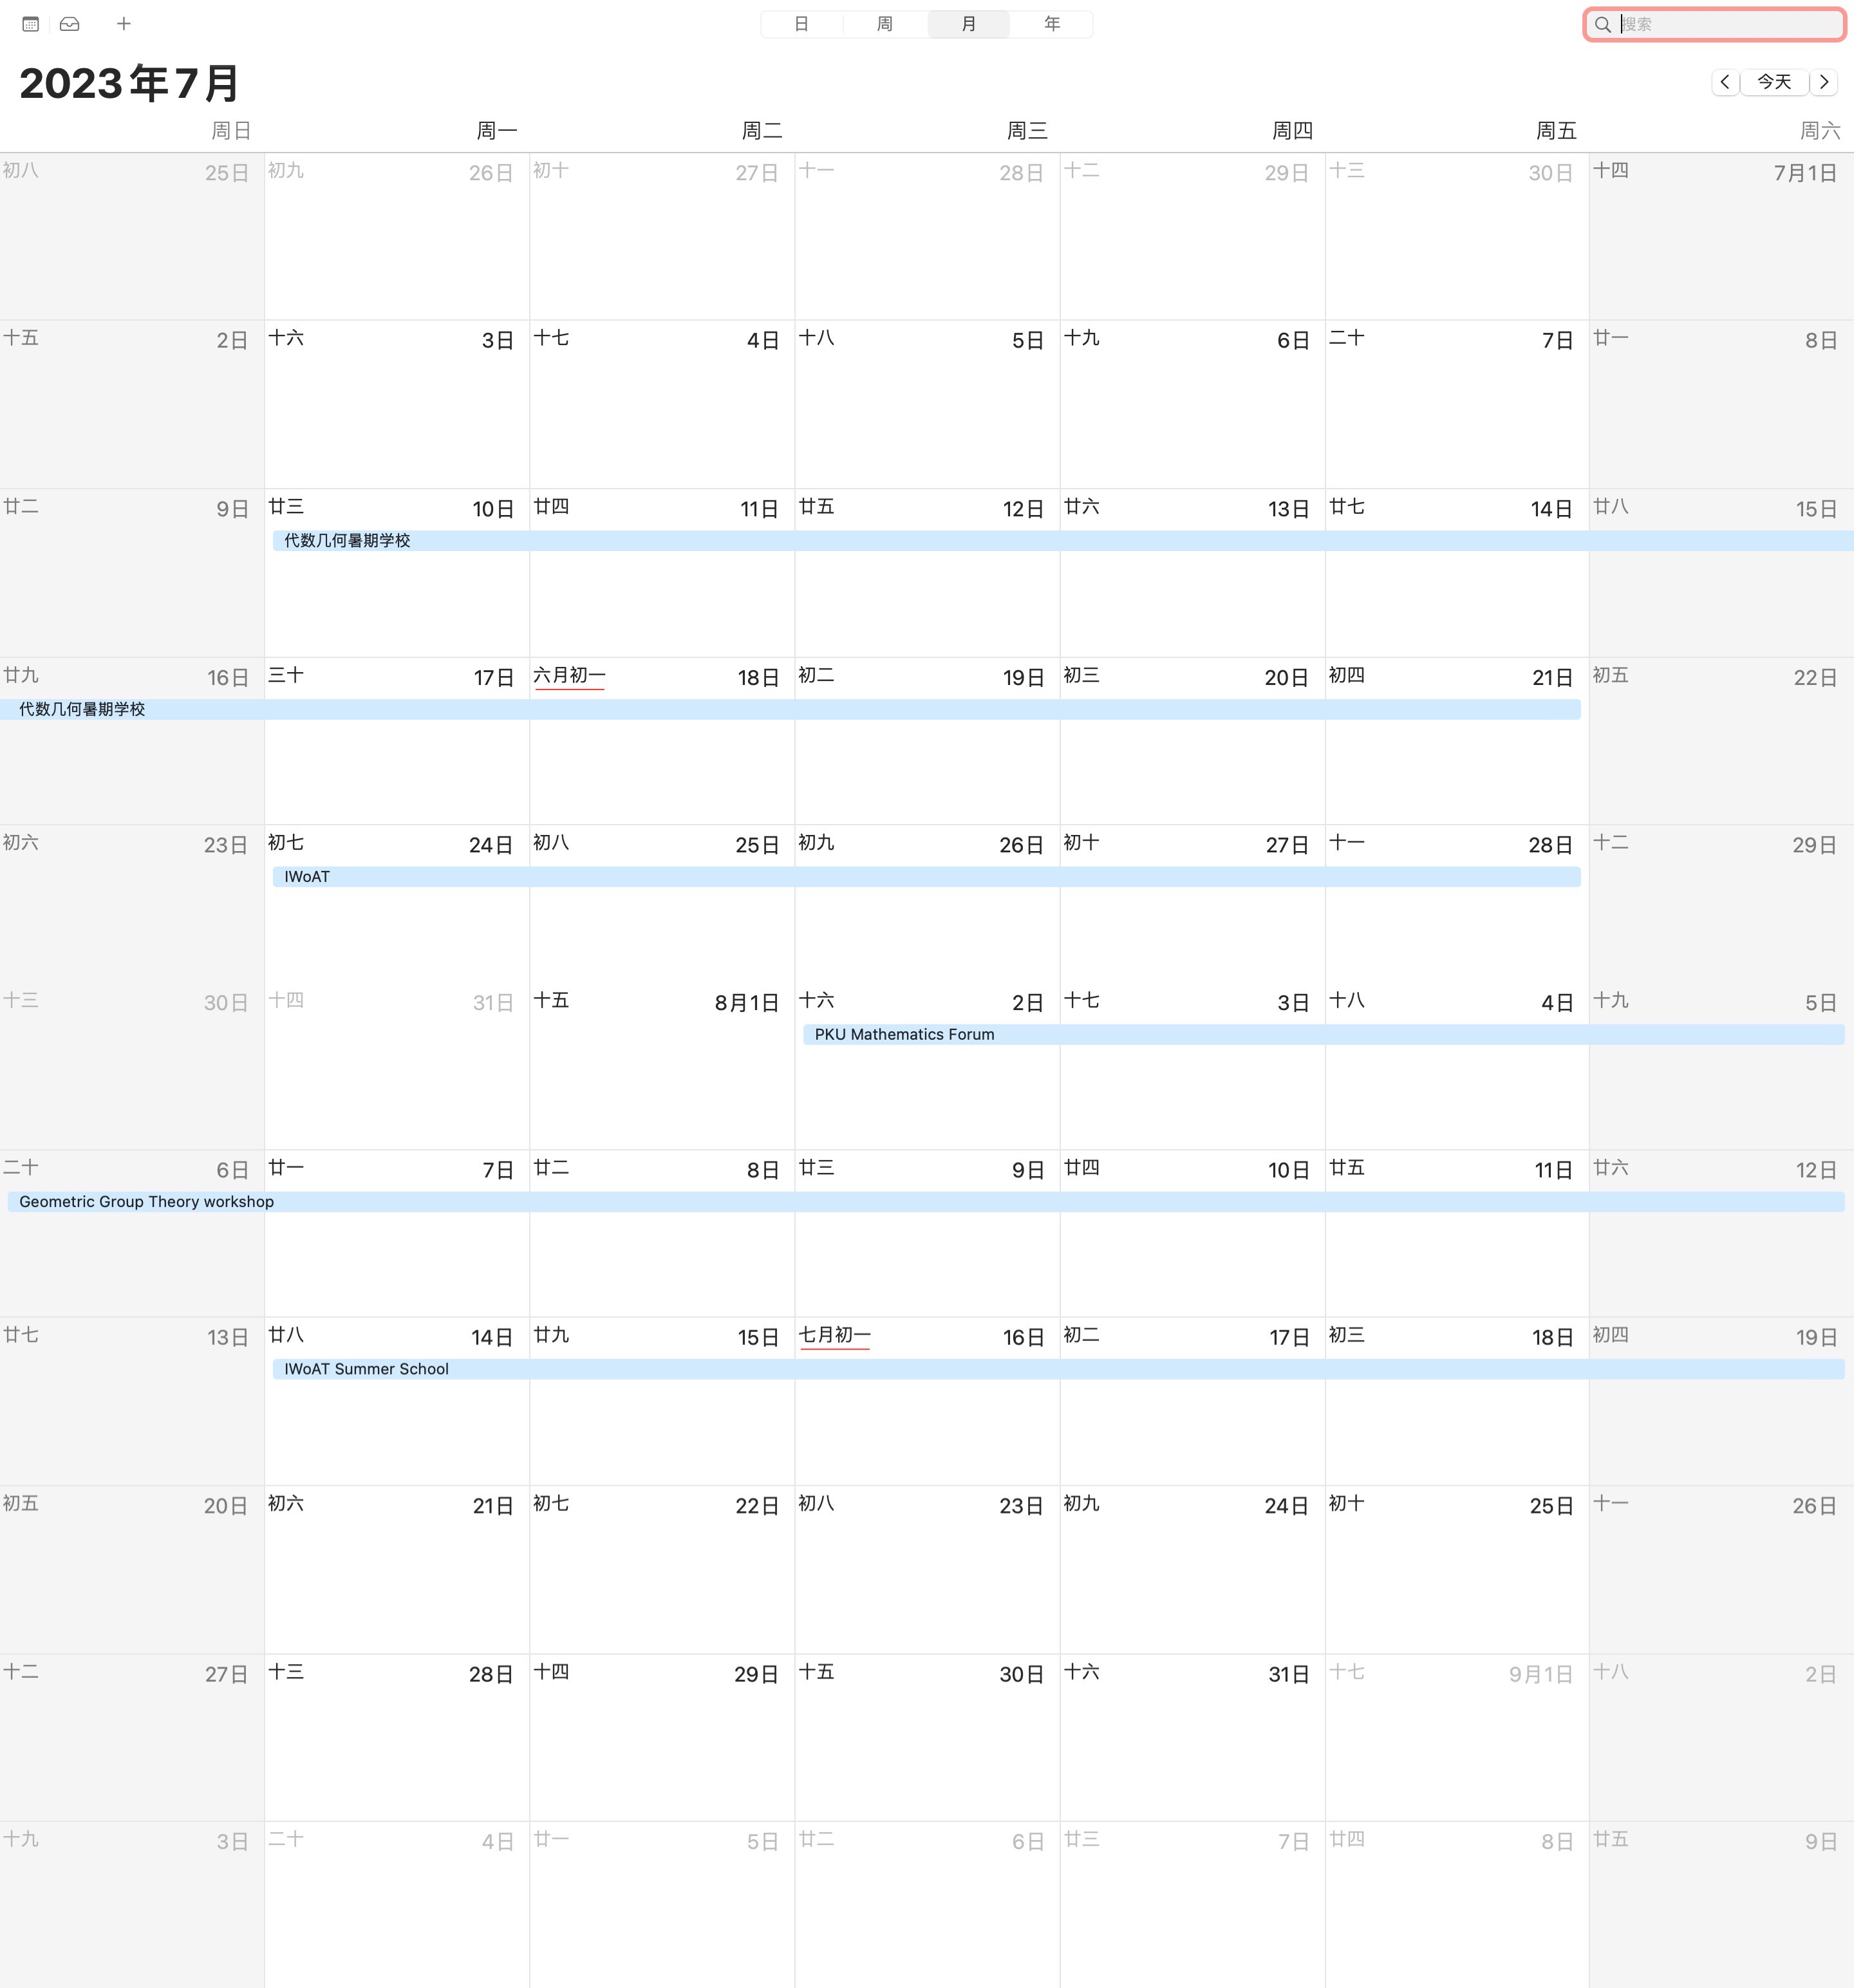 日 周 月 年 搜索
2023年7月 今天
周日 周一 周二 周三 周四 周五 周六
初八 25日 初九 26日 初十 27日 十一 28日 十二 29日 十三 30日 十四 7月1日
十五 2日 十六 3日 十七 4日 十八 5日 十九 6日 二十 7日 廿一 8日
廿二 9日 廿三 10日 廿四 11日 廿五 12日 廿六 13日 廿七 14日 廿八 15日
代数几何暑期学校
廿九 16日 三十 17日 六月初一 18日 初二 19日 初三 20日 初四 21日 初五 22日
代数几何暑期学校
初六 23日 初七 24日 初八 25日 初九 26日 初十 27日 十一 28日 十二 29日
IWoAT
十三 30日 十四 31日 十五 8月1日 十六 2日 十七 3日 十八 4日 十九 5日
PKU Mathematics Forum
二十 6日 廿一 7日 廿二 8日 廿三 9日 廿四 10日 廿五 11日 廿六 12日
Geometric Group Theory workshop
廿七 13日 廿八 14日 廿九 15日 七月初一 16日 初二 17日 初三 18日 初四 19日
IWoAT Summer School
初五 20日 初六 21日 初七 22日 初八 23日 初九 24日 初十 25日 十一 26日
十二 27日 十三 28日 十四 29日 十五 30日 十六 31日 十七 9月1日 十八 2日
十九 3日 二十 4日 廿一 5日 廿二 6日 廿三 7日 廿四 8日 廿五 9日